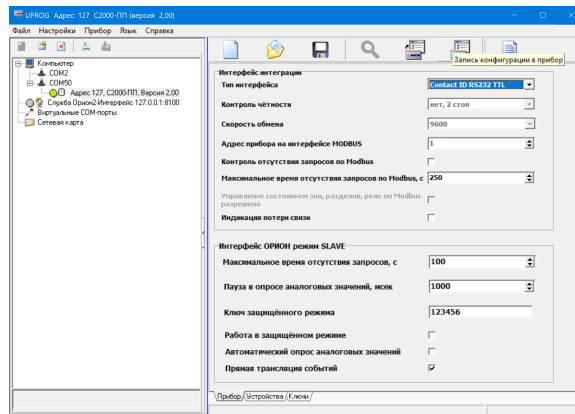 UPROG Адрес: 127 С2000-ПП (версия 2,00)
Файл Настройки Прибор Язык Справка
Компьютер
COM2
COM50
Адрес 127, С2000-ПП, Версия 2,00
Служба Орион2-Интерфейс 127.0.0.1:8100
Виртуальные COM-порты
Сетевая карта
Запись конфигурации в прибор
Интерфейс интеграции
Тип интерфейса Contact ID RS232 TTL
Контроль чётности нет, 2 стоп
Скорость обмена 9600
Адрес прибора на интерфейсе MODBUS 1
Контроль отсутствия запросов по Modbus
Максимальное время отсутствия запросов по Modbus, с 250
Управление состоянием зон, разделов, реле по Modbus
разрешено
Индикация потери связи
Интерфейс ОРИОН режим SLAVE
Максимальное время отсутствия запросов, с 100
Пауза в опросе аналоговых значений, мсек 1000
Ключ защищённого режима 123456
Работа в защищённом режиме
Автоматический опрос аналоговых значений
Прямая трансляция событий
Прибор Устройства Ключи